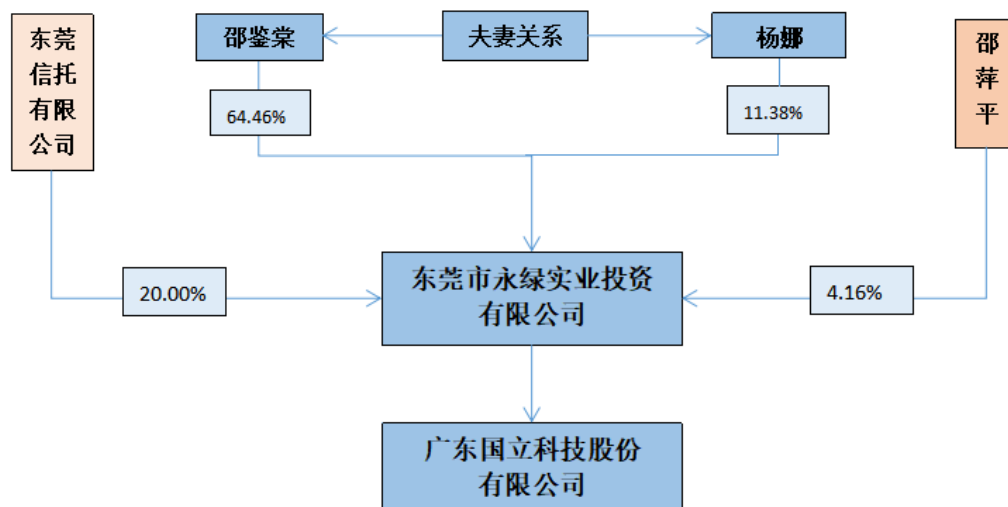 东莞
信托
有限
公司
邵鉴棠
夫妻关系
杨娜
邵
萍
平
64.46%
11.38%
20.00%
东莞市永绿实业投资
有限公司
4.16%
广东国立科技股份
有限公司